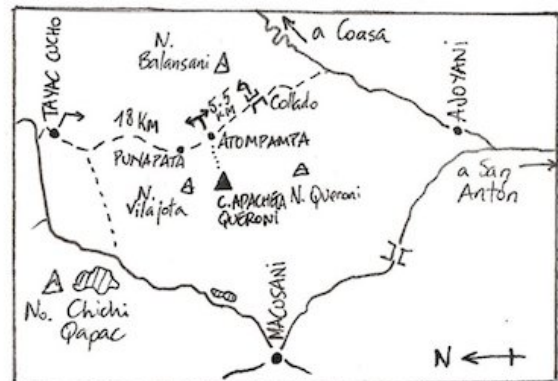 a Coasa
N.
Balansani
TAYAC CUCHO
5.5
KM
Collado
AJOYANI
18 KM
ATOMPAMPA
PUNAPATA
a San
Antón
N.
Vilajota
C. APACHETA
QUERONI
N. Queroni
No. Chichi
Qapac
MACUSANI
N